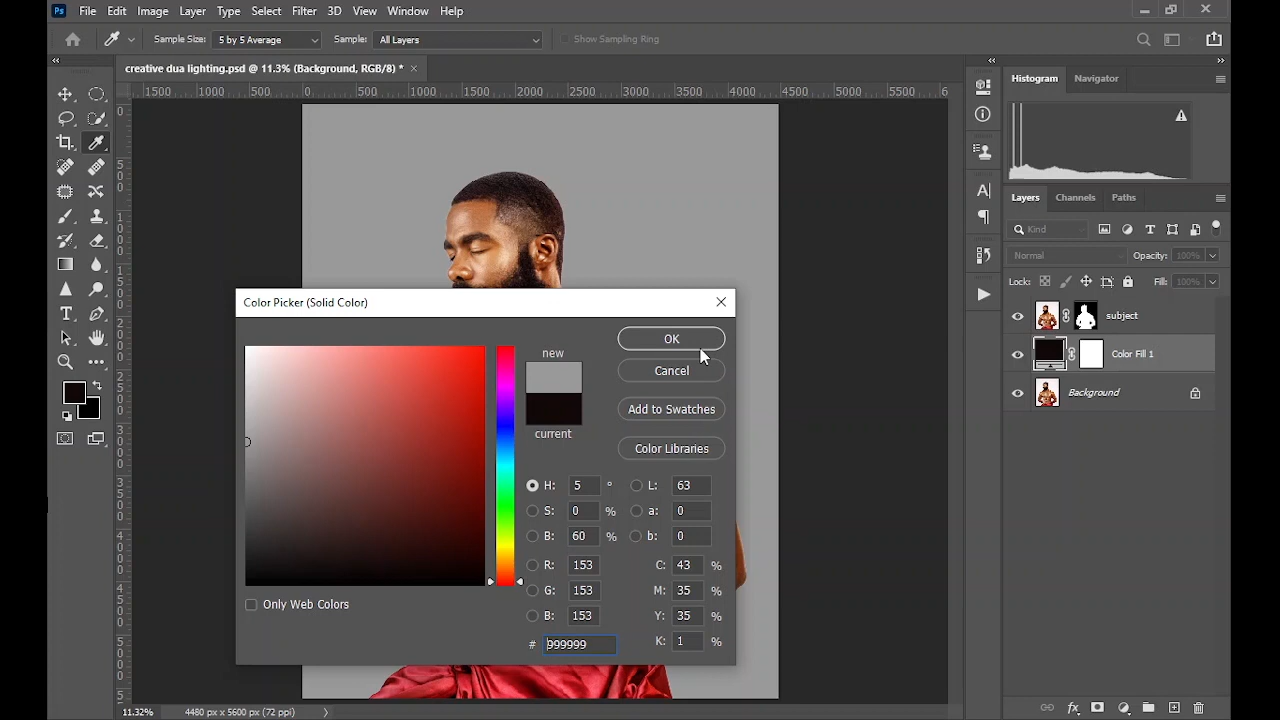 Ps File Edit Image Layer Type Select Filter 3D View Window Help
Sample Size: 5 by 5 Average Sample: All Layers Show Sampling Ring
creative dua lighting.psd @ 11.3% (Background, RGB/8) *
1500 1000 500 0 500 1000 1500 2000 2500 3000 3500 4000 4500 5000 5500 6
Histogram Navigator
Layers Channels Paths
Kind
Normal Opacity: 100%
Lock: Fill: 100%
subject
Color Fill 1
Background
Color Picker (Solid Color)
new
current
OK
Cancel
Add to Swatches
Color Libraries
H: 5 ° L: 63
S: 0 % a: 0
B: 60 % b: 0
R: 153 C: 43 %
G: 153 M: 35 %
B: 153 Y: 35 %
# 999999 K: 1 %
Only Web Colors
11.32% 4480 px x 5600 px (72 ppi)